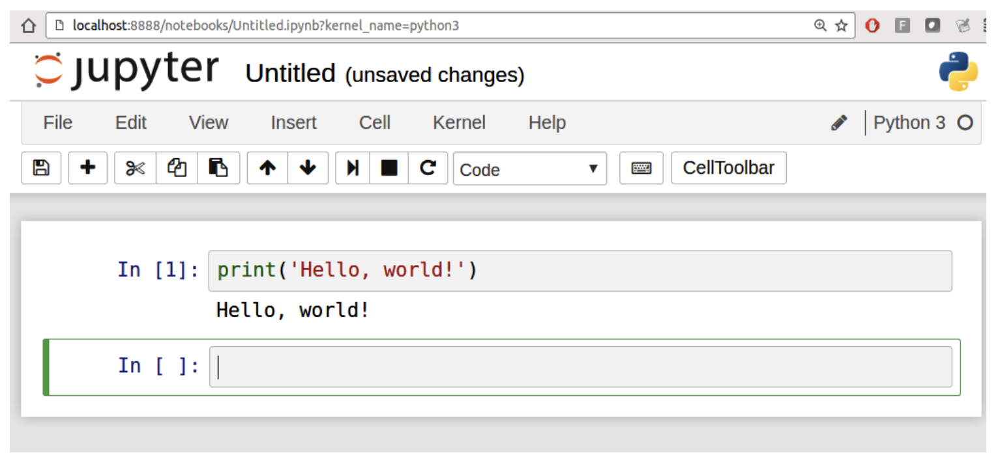 localhost:8888/notebooks/Untitled.ipynb?kernel_name=python3
jupyter Untitled (unsaved changes)
File Edit View Insert Cell Kernel Help Python 3
Code CellToolbar
In [1]: print('Hello, world!')
Hello, world!
In [ ]: